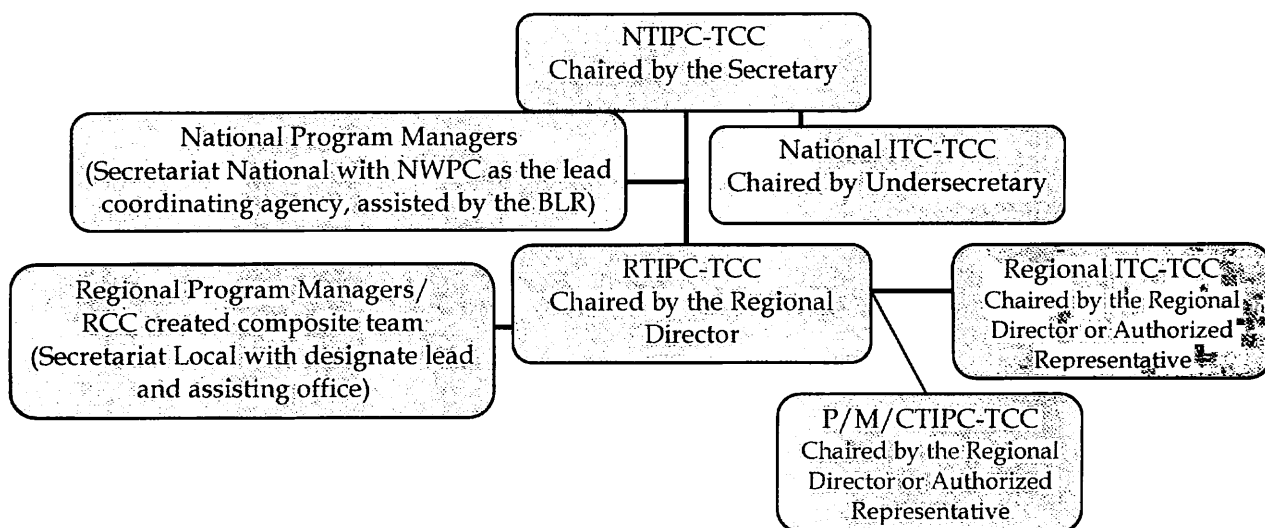 NTIPC-TCC
Chaired by the Secretary
National Program Managers
(Secretariat National with NWPC as the lead
coordinating agency, assisted by the BLR)
National ITC-TCC
Chaired by Undersecretary
RTIPC-TCC
Chaired by the Regional
Director
Regional Program Managers/
RCC created composite team
(Secretariat Local with designate lead
and assisting office)
Regional ITC-TCC
Chaired by the Regional
Director or Authorized
Representative
P/M/CTIPC-TCC
Chaired by the Regional
Director or Authorized
Representative